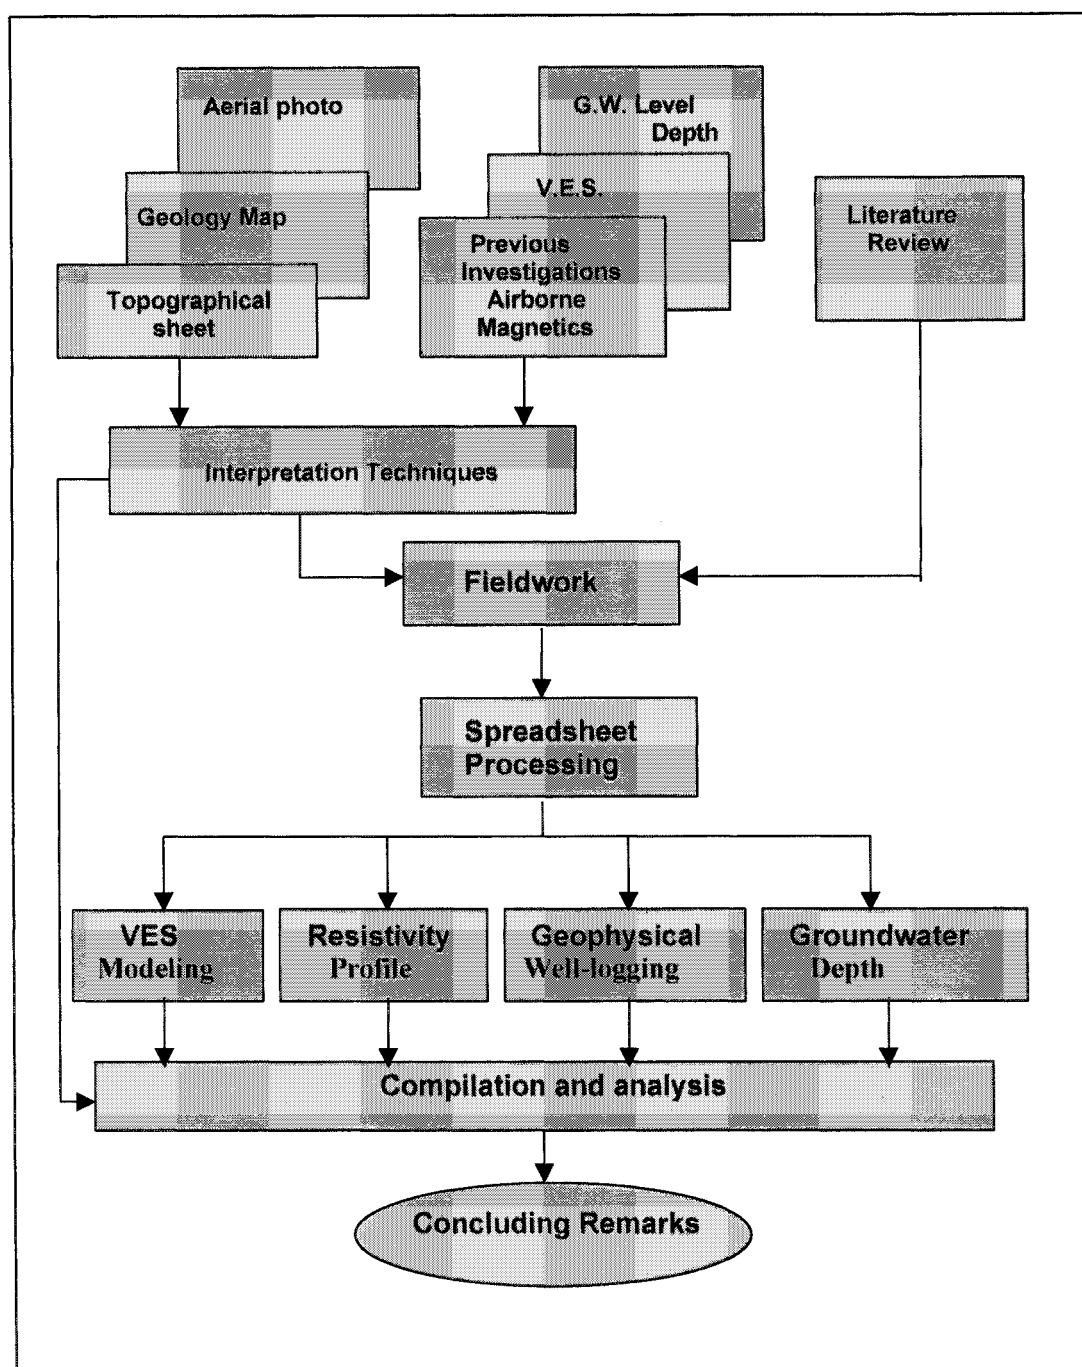 Aerial photo
Geology Map
Topographical
sheet
G.W. Level
Depth
V.E.S.
Previous
Investigations
Airborne
Magnetics
Literature
Review
Interpretation Techniques
Fieldwork
Spreadsheet
Processing
VES
Modeling
Resistivity
Profile
Geophysical
Well-logging
Groundwater
Depth
Compilation and analysis
Concluding Remarks